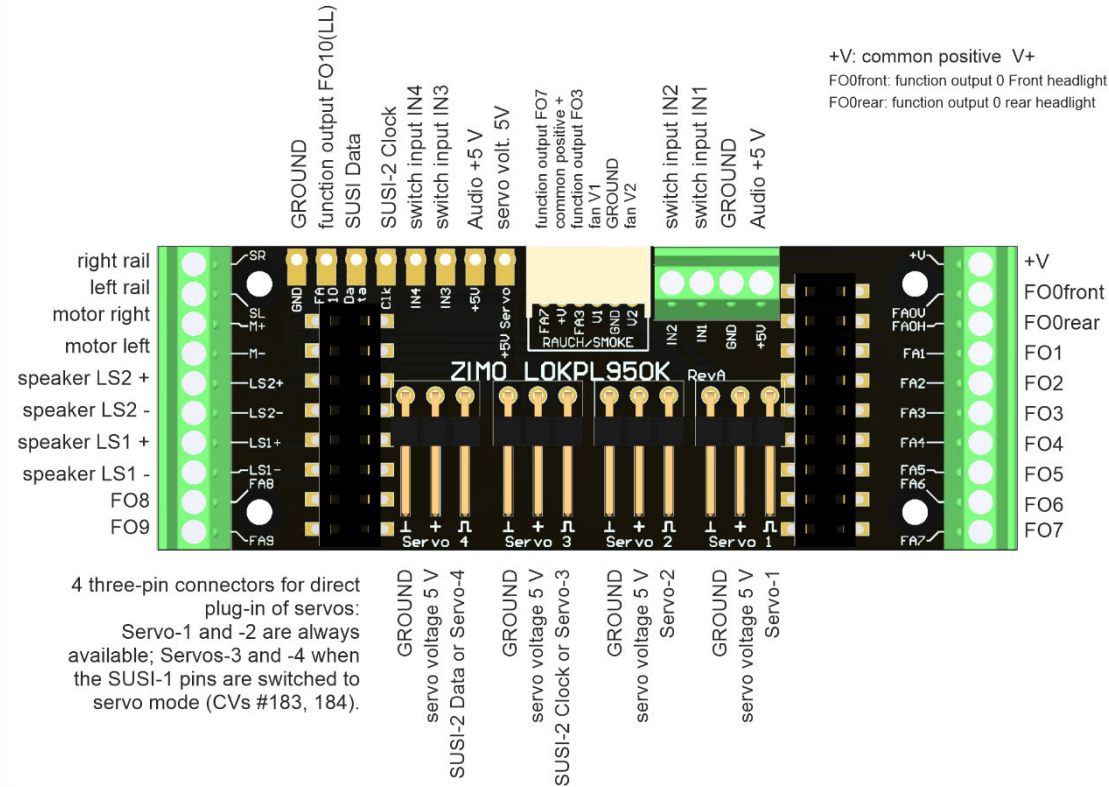 +V: common positive  V+
FO0front: function output 0 Front headlight
FO0rear: function output 0 rear headlight
GROUND
function output FO10(LL)
SUSI Data
SUSI-2 Clock
switch input IN4
switch input IN3
Audio +5 V
servo volt. 5V
function output FO7
common positive +
function output FO3
fan V1
GROUND
fan V2
switch input IN2
switch input IN1
GROUND
Audio +5 V
right rail
left rail
motor right
motor left
speaker LS2 +
speaker LS2 -
speaker LS1 +
speaker LS1 -
FO8
FO9
SR
SL
M+
M-
LS2+
LS2-
LS1+
LS1-
FA8
FA9
GND
FA
10
Da
ta
Clk
IN4
IN3
+5V
+5V Servo
FA7
+V
FA3
V1
GND
V2
RAUCH/SMOKE
IN2
IN1
GND
+5V
ZIMO LOKPL950K RevA
⊥ + ⎍
Servo 4
⊥ + ⎍
Servo 3
⊥ + ⎍
Servo 2
⊥ + ⎍
Servo 1
+V
FA0V
FA0H
FA1
FA2
FA3
FA4
FA5
FA6
FA7
+V
FO0front
FO0rear
FO1
FO2
FO3
FO4
FO5
FO6
FO7
4 three-pin connectors for direct
plug-in of servos:
Servo-1 and -2 are always
available; Servos-3 and -4 when
the SUSI-1 pins are switched to
servo mode (CVs #183, 184).
GROUND
servo voltage 5 V
SUSI-2 Data or Servo-4
GROUND
servo voltage 5 V
SUSI-2 Clock or Servo-3
GROUND
servo voltage 5 V
Servo-2
GROUND
servo voltage 5 V
Servo-1